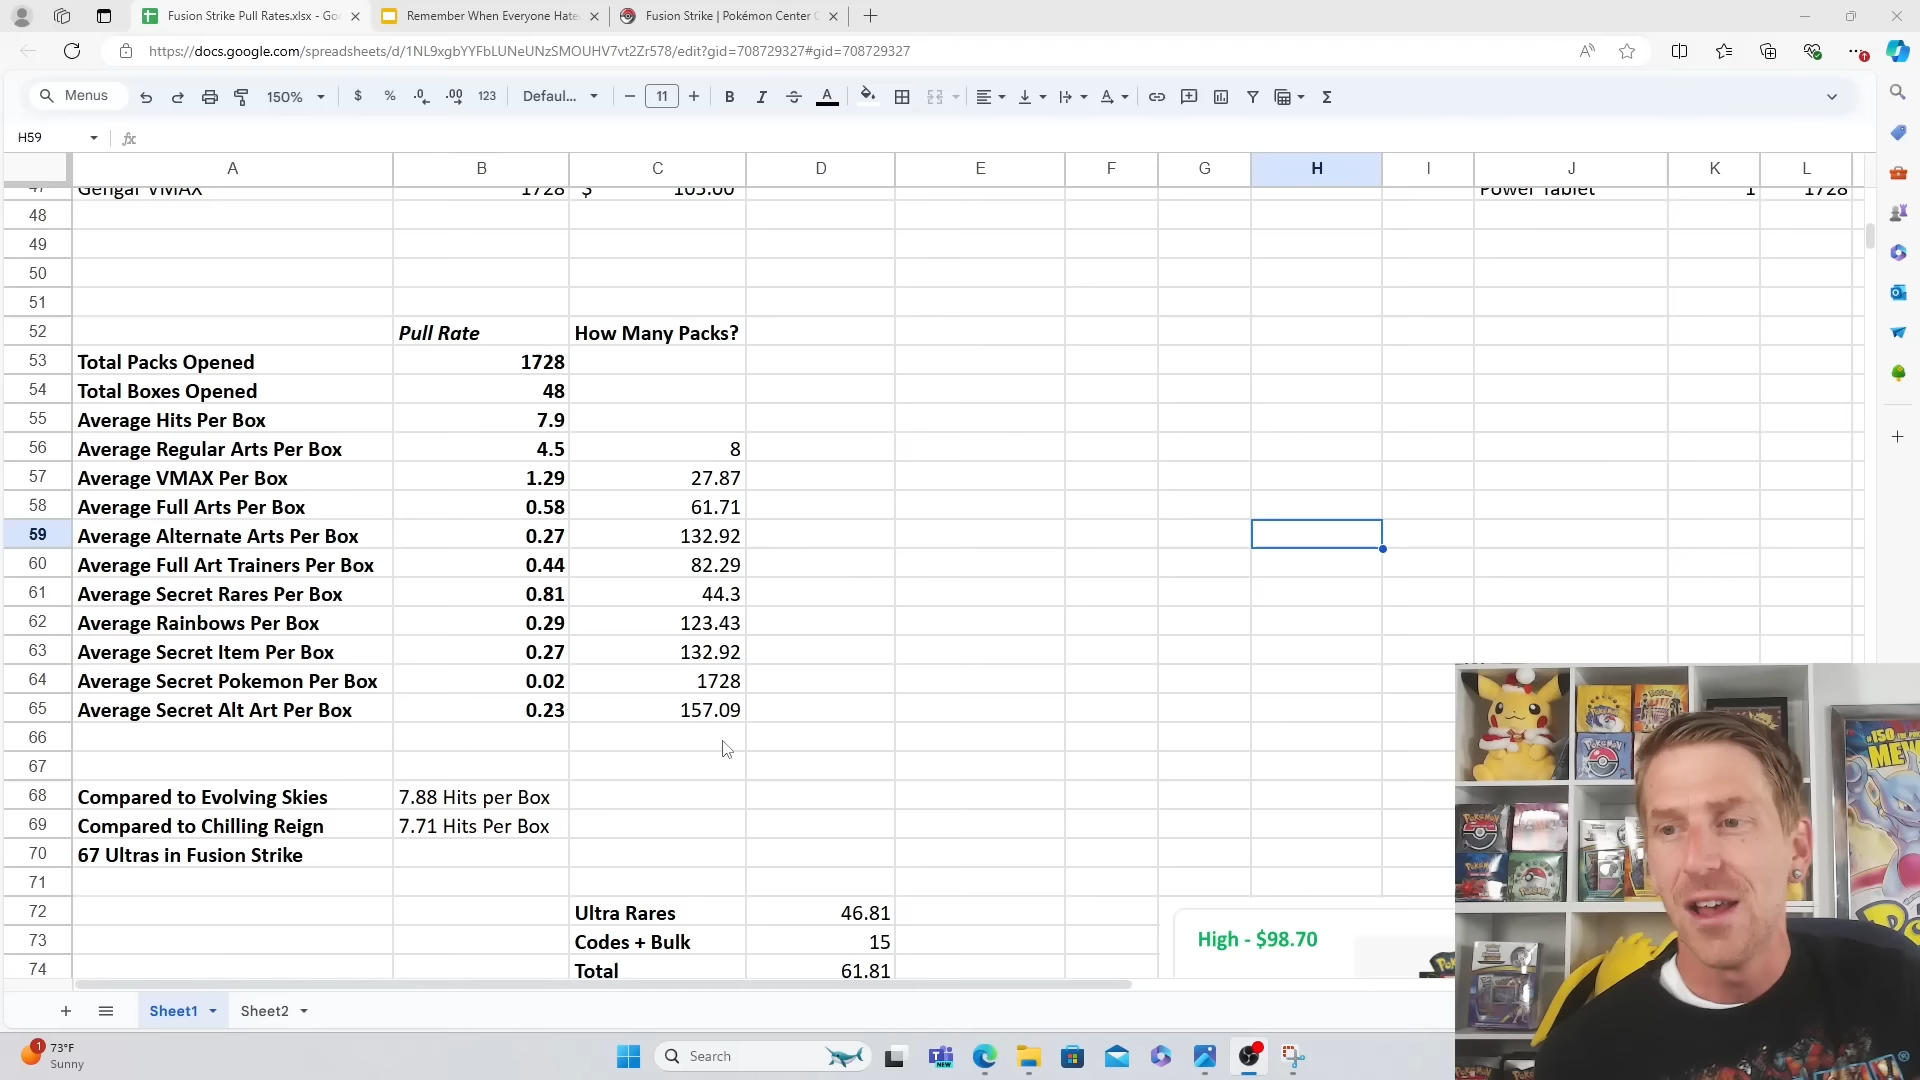 Fusion Strike Pull Rates.xlsx - Go
Remember When Everyone Hate
Fusion Strike | Pokémon Center
https://docs.google.com/spreadsheets/d/1NL9xgbYYFbLUNeUNzSMOUHV7vt2Zr578/edit?gid=708729327#gid=708729327
Menus 150% $ % .0 .00 123 Defaul... 11 B I A
H59 fx
A B C D E F G H I J K L
47 Gengar VMAX 1728 $ 105.00 Power Tablet 1 1728
48
49
50
51
52 Pull Rate How Many Packs?
53 Total Packs Opened 1728
54 Total Boxes Opened 48
55 Average Hits Per Box 7.9
56 Average Regular Arts Per Box 4.5 8
57 Average VMAX Per Box 1.29 27.87
58 Average Full Arts Per Box 0.58 61.71
59 Average Alternate Arts Per Box 0.27 132.92
60 Average Full Art Trainers Per Box 0.44 82.29
61 Average Secret Rares Per Box 0.81 44.3
62 Average Rainbows Per Box 0.29 123.43
63 Average Secret Item Per Box 0.27 132.92
64 Average Secret Pokemon Per Box 0.02 1728
65 Average Secret Alt Art Per Box 0.23 157.09
66
67
68 Compared to Evolving Skies 7.88 Hits per Box
69 Compared to Chilling Reign 7.71 Hits Per Box
70 67 Ultras in Fusion Strike
71
72 Ultra Rares 46.81
73 Codes + Bulk 15
74 Total 61.81
High - $98.70
Sheet1 Sheet2
73°F
Sunny
Search